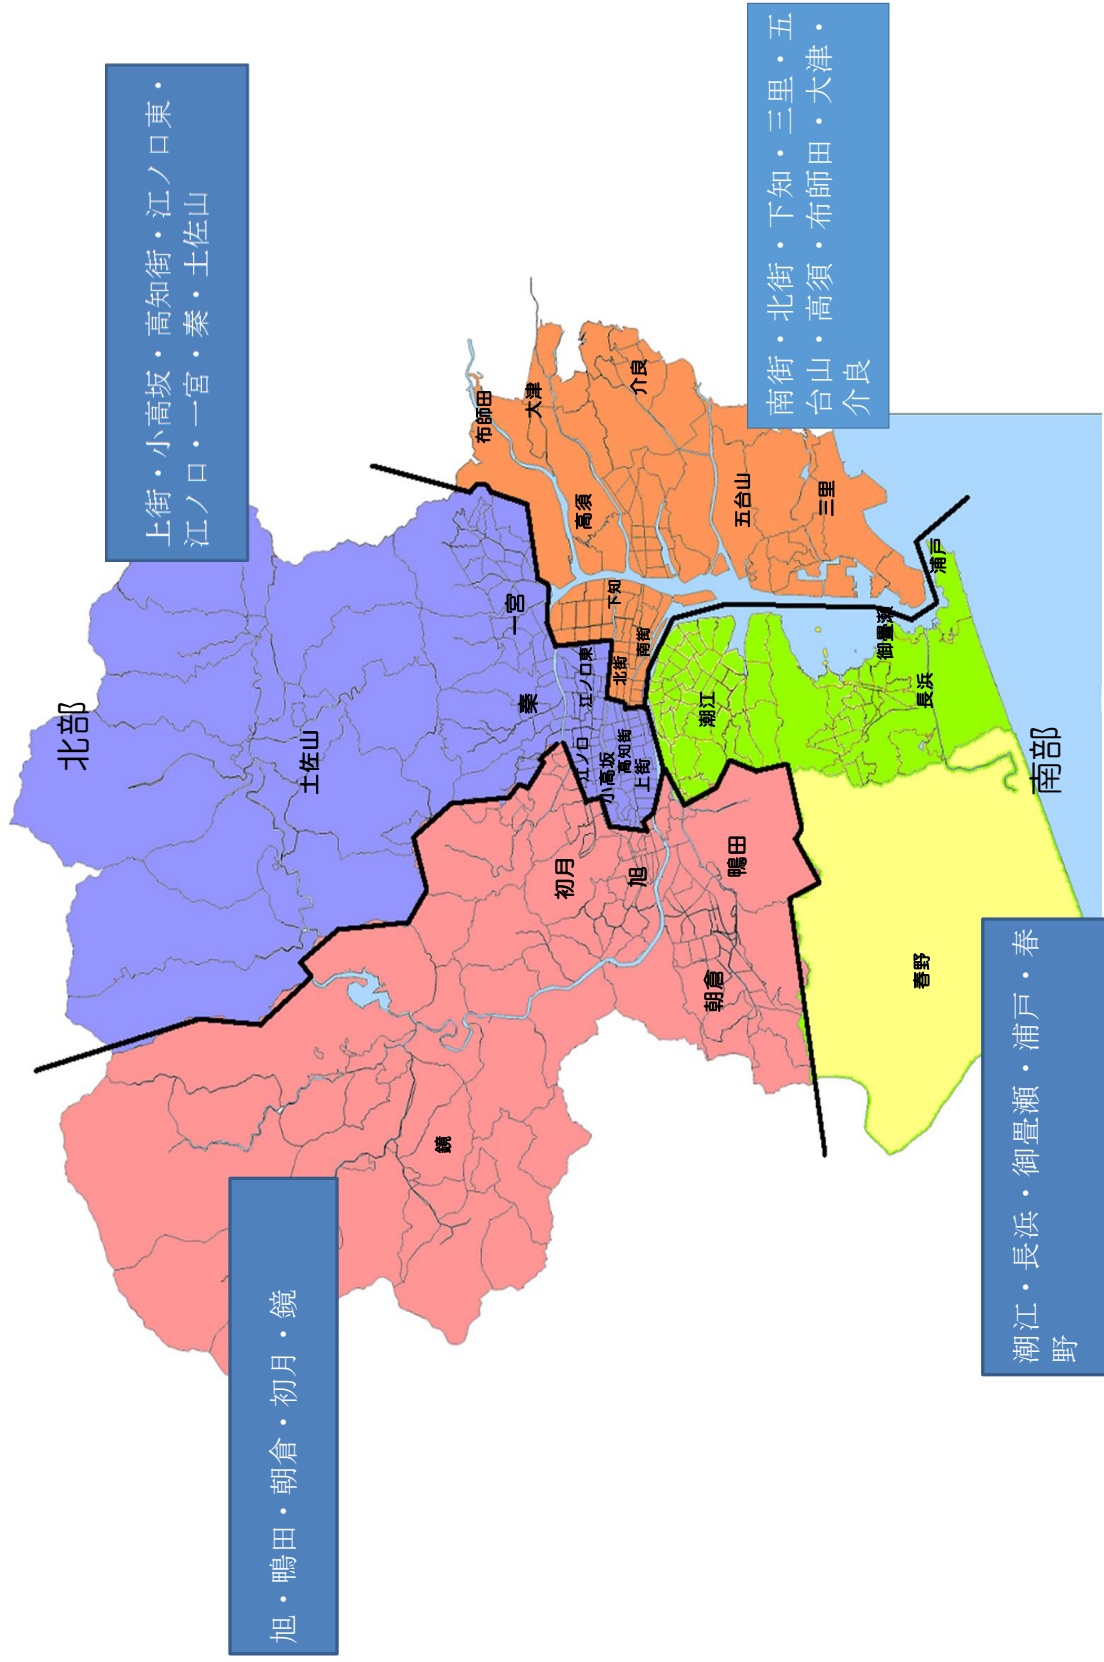 北部
上街・小高坂・高知街・江ノ口東・
江ノ口・一宮・秦・土佐山
旭・鴨田・朝倉・初月・鏡
南街・北街・下知・三里・五
台山・高須・布師田・大津・
介良
潮江・長浜・御畳瀬・浦戸・春
野
南部
土佐山
一宮
秦
江ノ口東
江ノ口
小高坂
高知街
上街
布師田
大津
介良
高須
下知
北街
南街
五台山
三里
初月
旭
鴨田
朝倉
鏡
潮江
御畳瀬
長浜
浦戸
春野